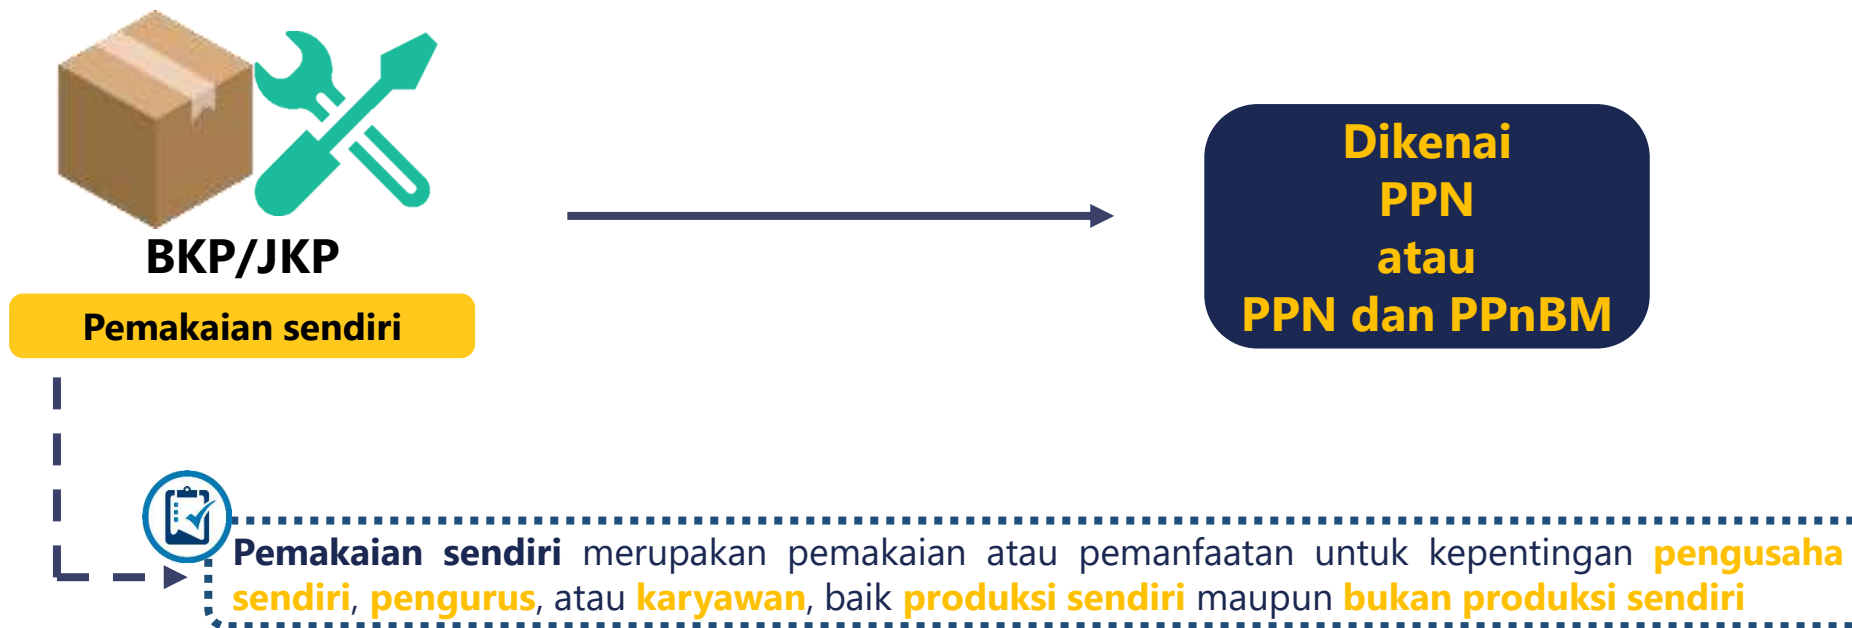 BKP/JKP
Pemakaian sendiri
Dikenai
PPN
atau
PPN dan PPnBM
Pemakaian sendiri merupakan pemakaian atau pemanfaatan untuk kepentingan pengusaha
sendiri, pengurus, atau karyawan, baik produksi sendiri maupun bukan produksi sendiri